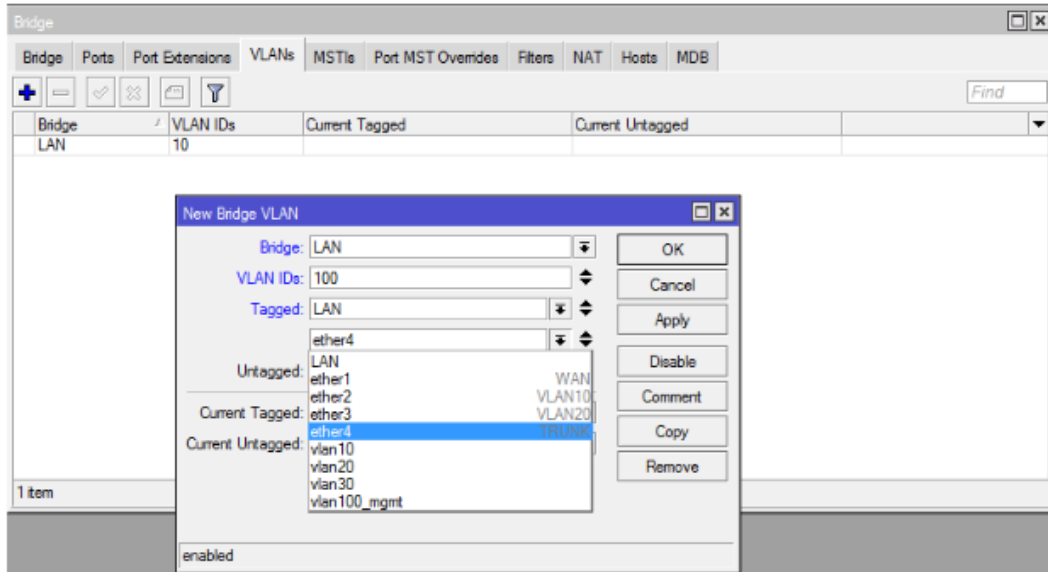 Bridge
Bridge Ports Port Extensions VLANs MSTIs Port MST Overrides Filters NAT Hosts MDB
Find
Bridge VLAN IDs Current Tagged Current Untagged
LAN 10
New Bridge VLAN
Bridge: LAN OK
VLAN IDs: 100 Cancel
Tagged: LAN Apply
ether4
Untagged: Disable
LAN
ether1 WAN
ether2 VLAN10 Comment
Current Tagged: ether3 VLAN20
ether4 TRUNK Copy
Current Untagged: vlan10
vlan20 Remove
vlan30
vlan100_mgmt
1 item
enabled